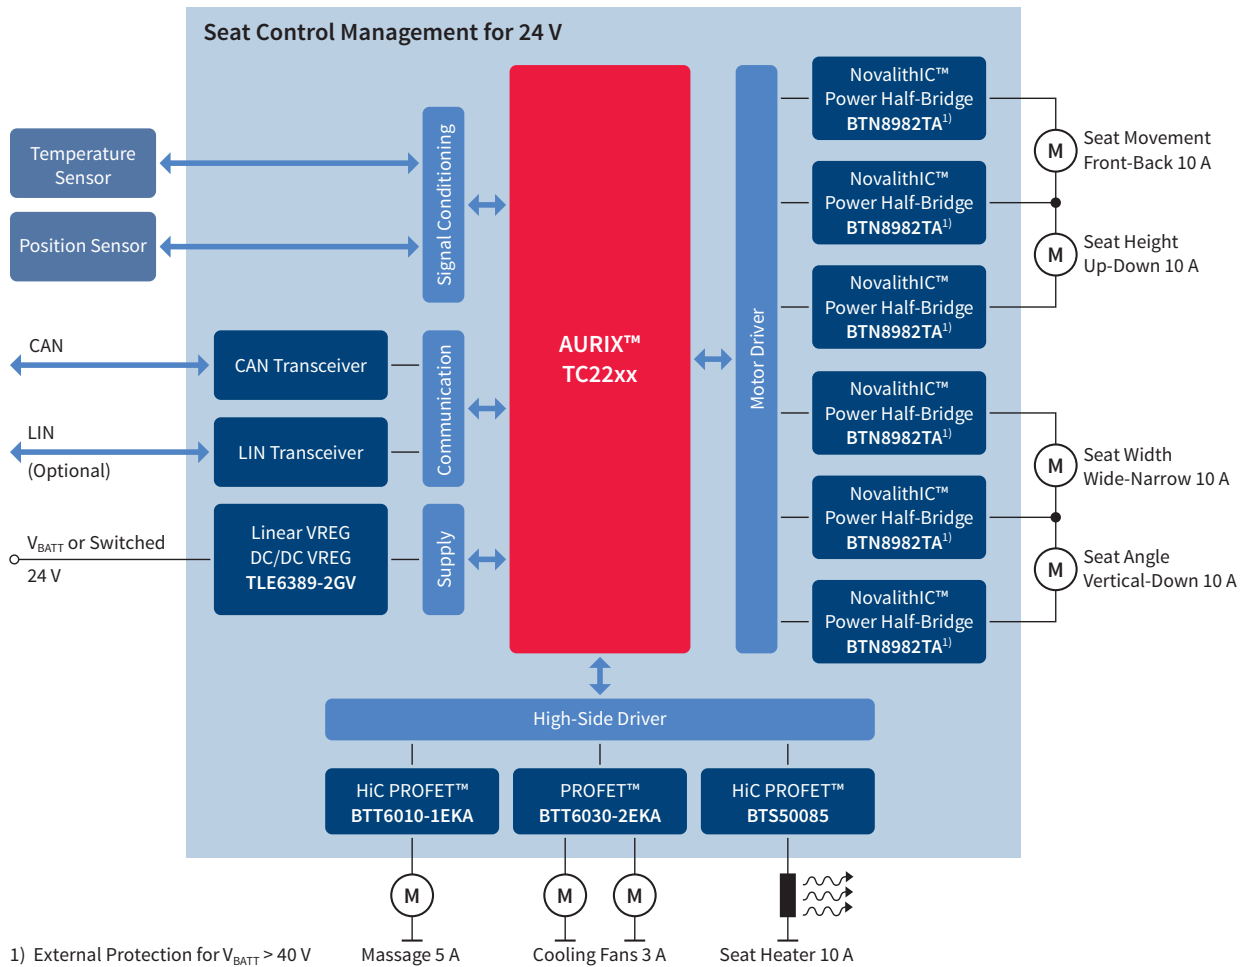 Seat Control Management for 24 V
Temperature
Sensor
Position Sensor
Signal Conditioning
CAN
CAN Transceiver
LIN
(Optional)
LIN Transceiver
Communication
V_BATT or Switched
24 V
Linear VREG
DC/DC VREG
TLE6389-2GV
Supply
AURIX™
TC22xx
Motor Driver
NovalithIC™
Power Half-Bridge
BTN8982TA¹⁾
NovalithIC™
Power Half-Bridge
BTN8982TA¹⁾
NovalithIC™
Power Half-Bridge
BTN8982TA¹⁾
NovalithIC™
Power Half-Bridge
BTN8982TA¹⁾
NovalithIC™
Power Half-Bridge
BTN8982TA¹⁾
NovalithIC™
Power Half-Bridge
BTN8982TA¹⁾
M
Seat Movement
Front-Back 10 A
M
Seat Height
Up-Down 10 A
M
Seat Width
Wide-Narrow 10 A
M
Seat Angle
Vertical-Down 10 A
High-Side Driver
HiC PROFET™
BTT6010-1EKA
PROFET™
BTT6030-2EKA
HiC PROFET™
BTS50085
M
M
M
Massage 5 A
Cooling Fans 3 A
Seat Heater 10 A
1) External Protection for V_BATT > 40 V